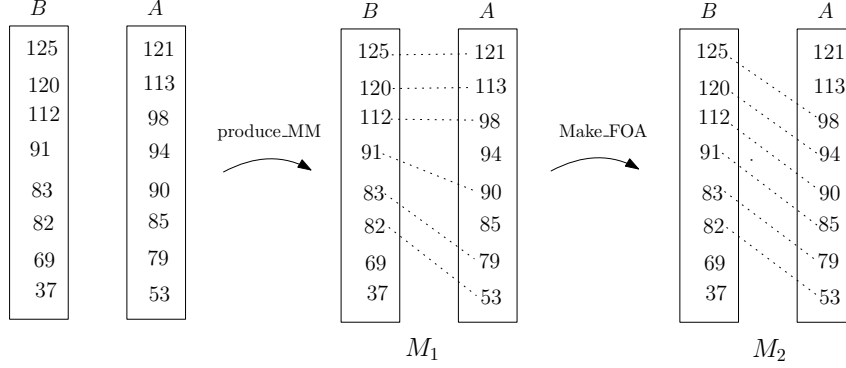 B A B A B A
125 121 125 121 125 121
120 113 120 113 120 113
112 98 112 98 112 98
91 94 produce_MM 91 94 Make_FOA 91 94
83 90 83 90 83 90
82 85 82 85 82 85
69 79 69 79 69 79
37 53 37 53 37 53
M1 M2